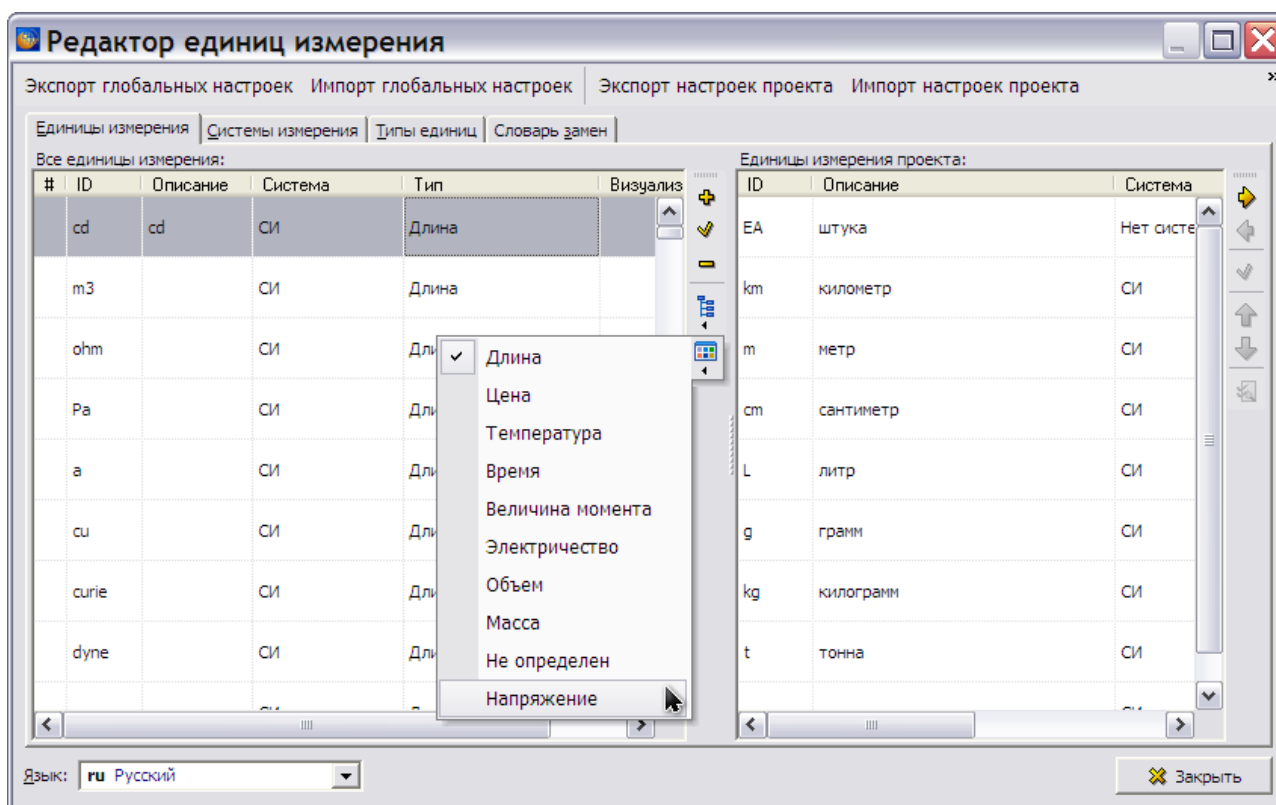 Редактор единиц измерения
Экспорт глобальных настроек Импорт глобальных настроек Экспорт настроек проекта Импорт настроек проекта »
Единицы измерения Системы измерения Типы единиц Словарь замен
Все единицы измерения: Единицы измерения проекта:
# ID Описание Система Тип Визуализ ID Описание Система
cd cd СИ Длина EA штука Нет систе
m3 СИ Длина km километр СИ
ohm СИ Дли m метр СИ
Pa СИ Дли cm сантиметр СИ
a СИ Дли L литр СИ
cu СИ Дли g грамм СИ
curie СИ Дли kg килограмм СИ
dyne СИ Дли t тонна СИ
Длина
Цена
Температура
Время
Величина момента
Электричество
Объем
Масса
Не определен
Напряжение
Язык: ru Русский Закрыть